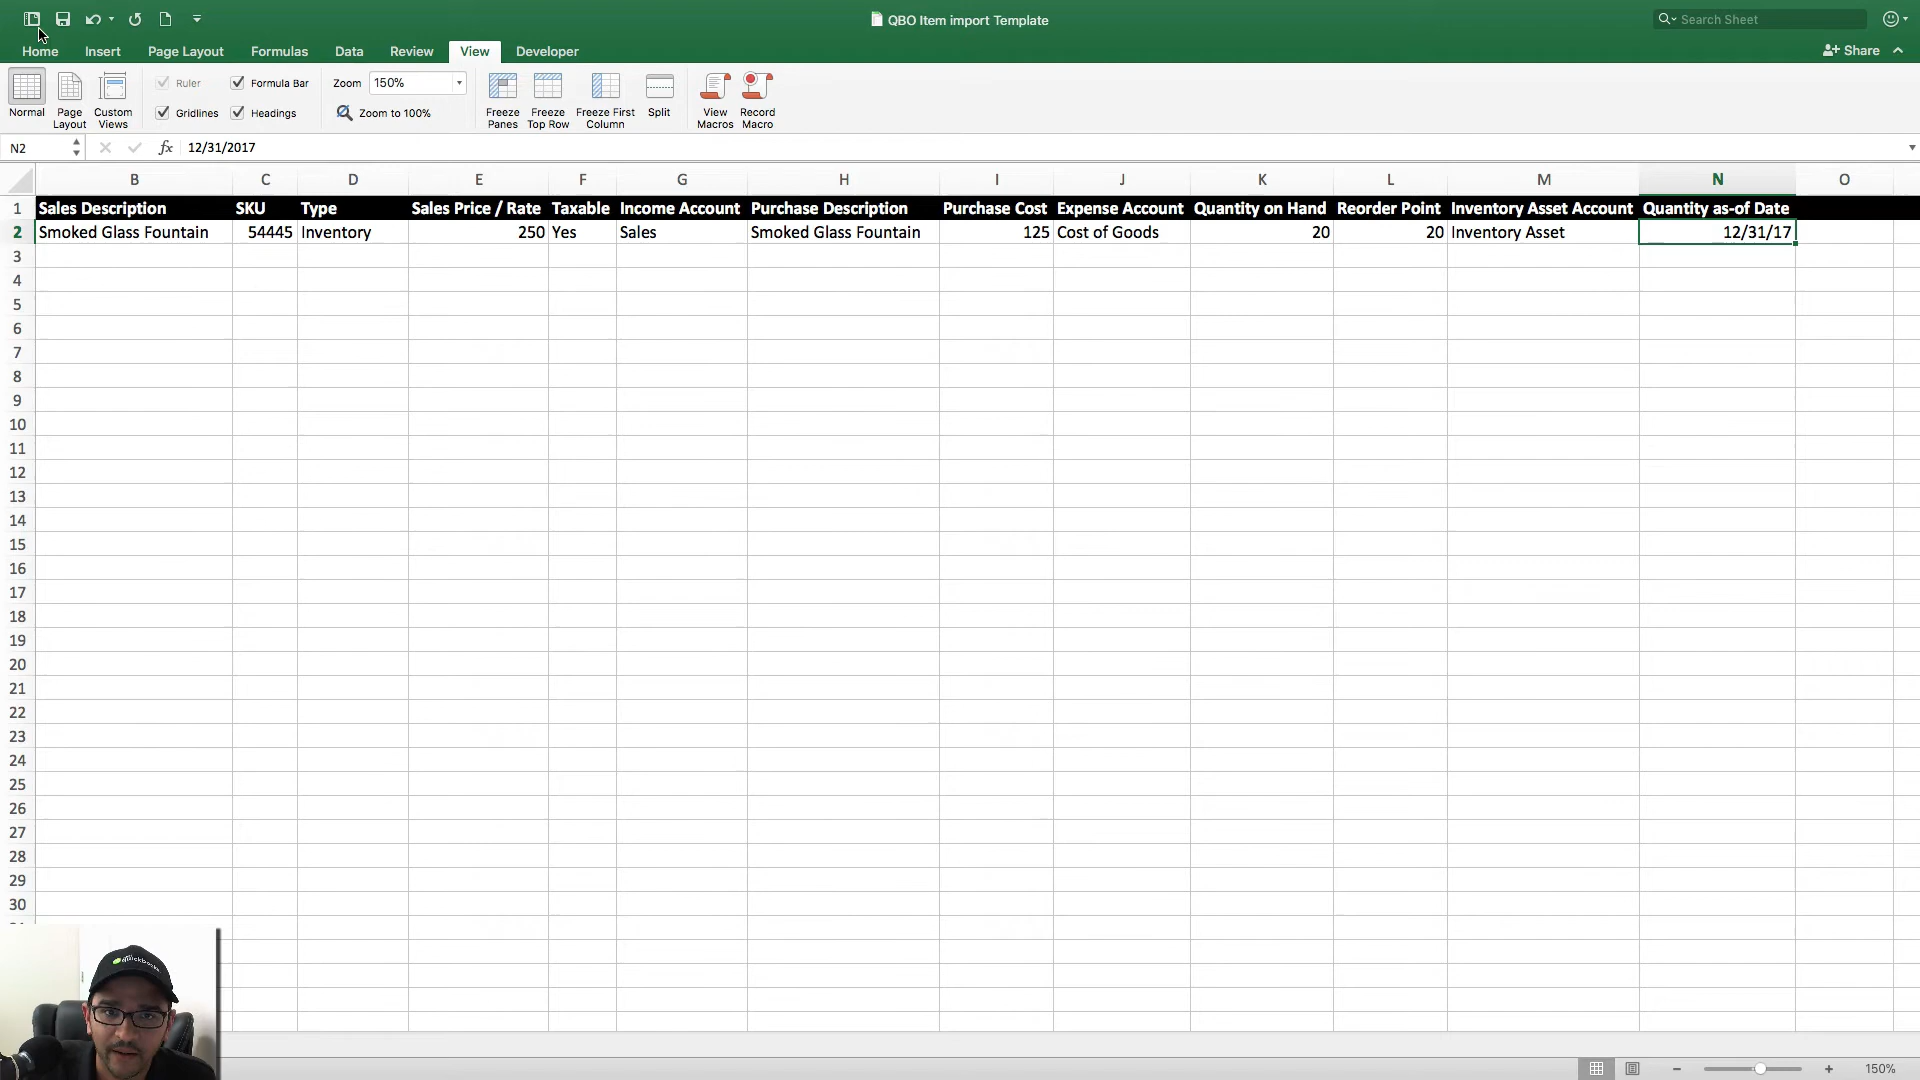 QBO Item import Template
Search Sheet
Home Insert Page Layout Formulas Data Review View Developer
Share
Ruler Formula Bar Zoom 150%
Gridlines Headings Zoom to 100%
Normal Page Layout Custom Views Freeze Panes Freeze Top Row Freeze First Column Split View Macros Record Macro
N2 fx 12/31/2017
B C D E F G H I J K L M N O
1 Sales Description SKU Type Sales Price / Rate Taxable Income Account Purchase Description Purchase Cost Expense Account Quantity on Hand Reorder Point Inventory Asset Account Quantity as-of Date
2 Smoked Glass Fountain 54445 Inventory 250 Yes Sales Smoked Glass Fountain 125 Cost of Goods 20 20 Inventory Asset 12/31/17
3
4
5
6
7
8
9
10
11
12
13
14
15
16
17
18
19
20
21
22
23
24
25
26
27
28
29
30
quickbooks
150%